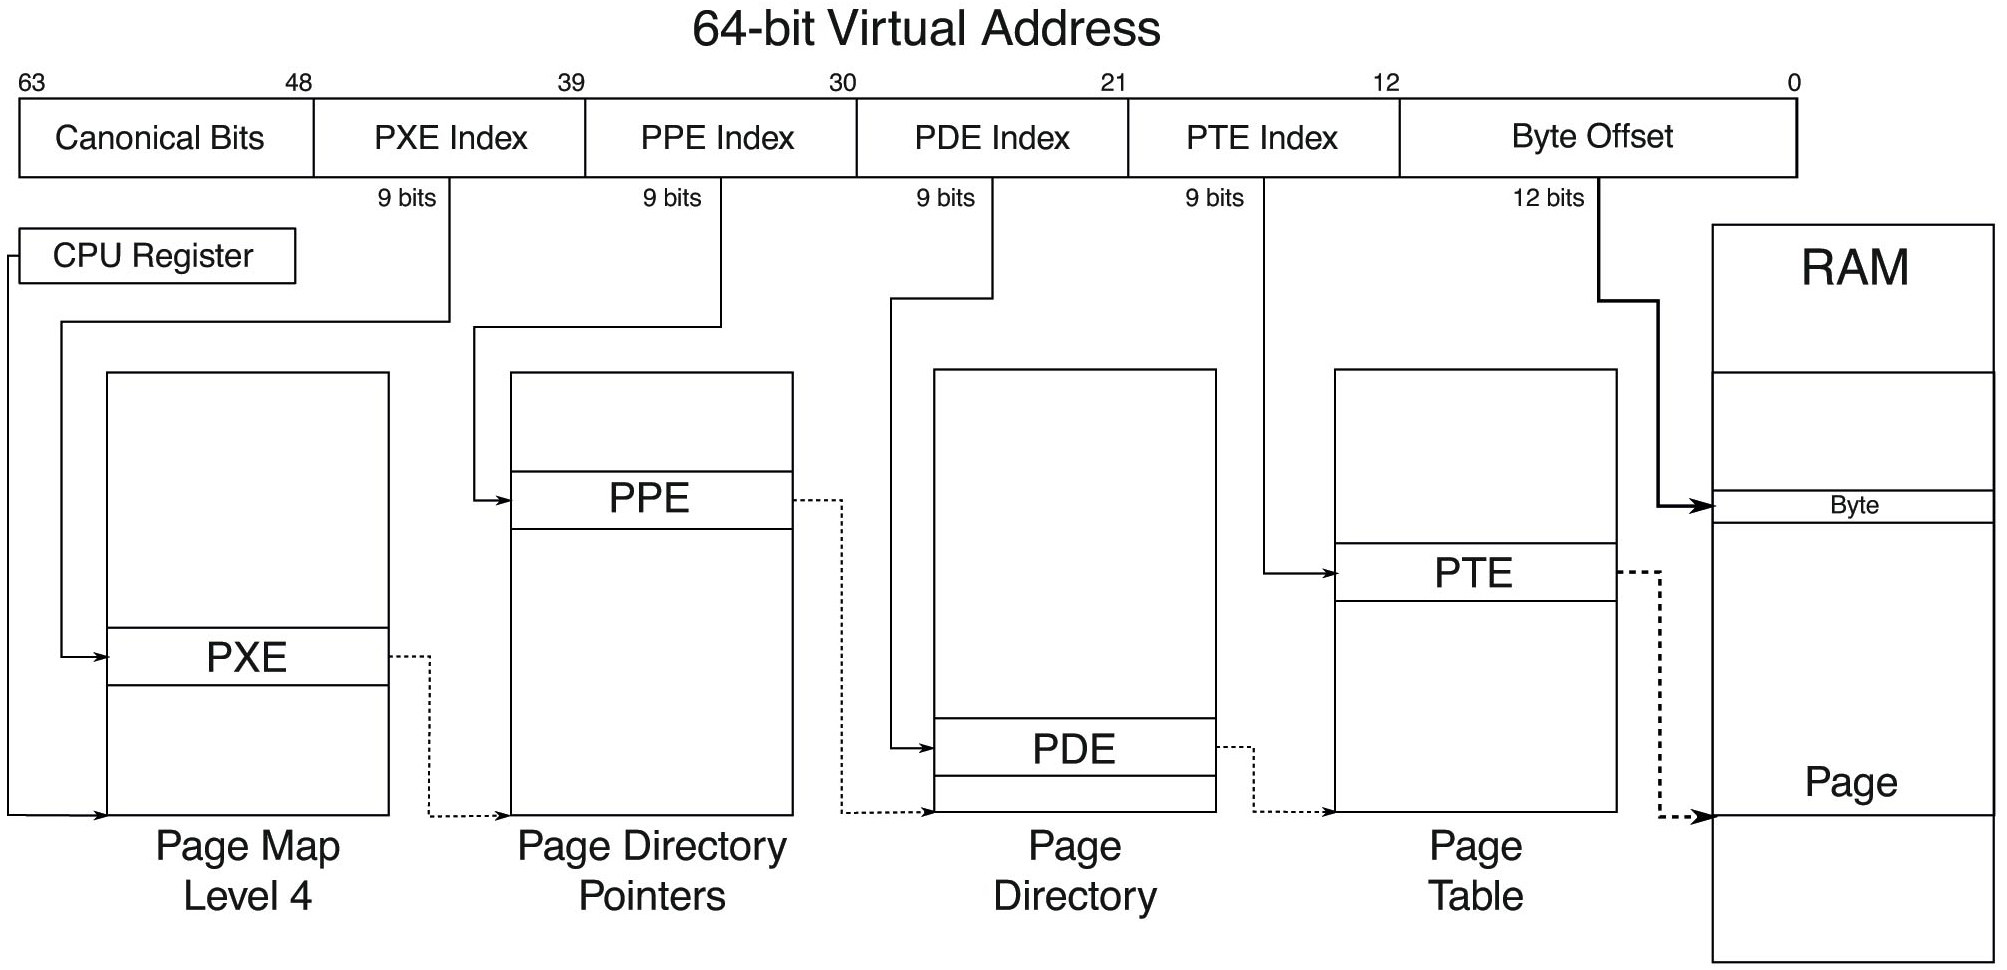 64-bit Virtual Address
63 48 39 30 21 12 0
Canonical Bits PXE Index PPE Index PDE Index PTE Index Byte Offset
9 bits 9 bits 9 bits 9 bits 12 bits
CPU Register
RAM
PPE
Byte
PTE
PXE
PDE
Page
Page Map
Level 4
Page Directory
Pointers
Page
Directory
Page
Table